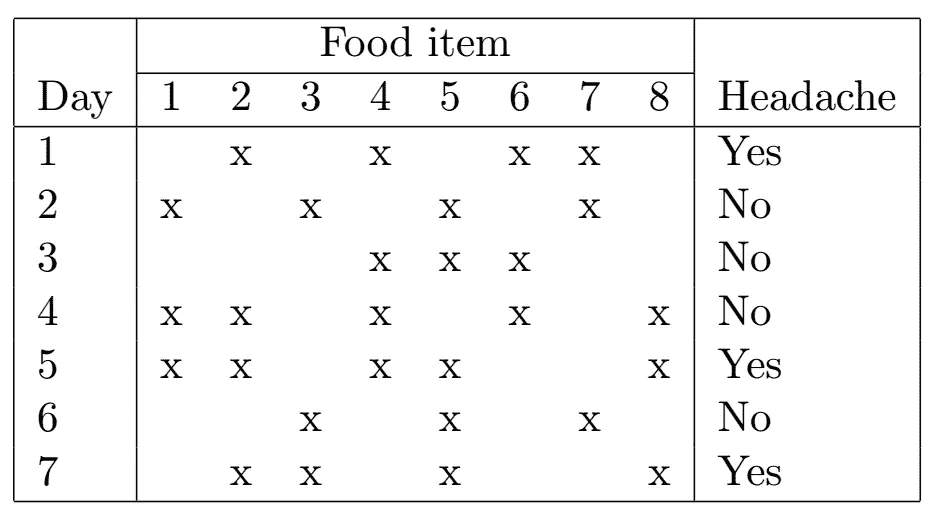 Food item
Day 1 2 3 4 5 6 7 8 Headache
1 x x x x Yes
2 x x x x No
3 x x x No
4 x x x x x No
5 x x x x x Yes
6 x x x No
7 x x x x Yes